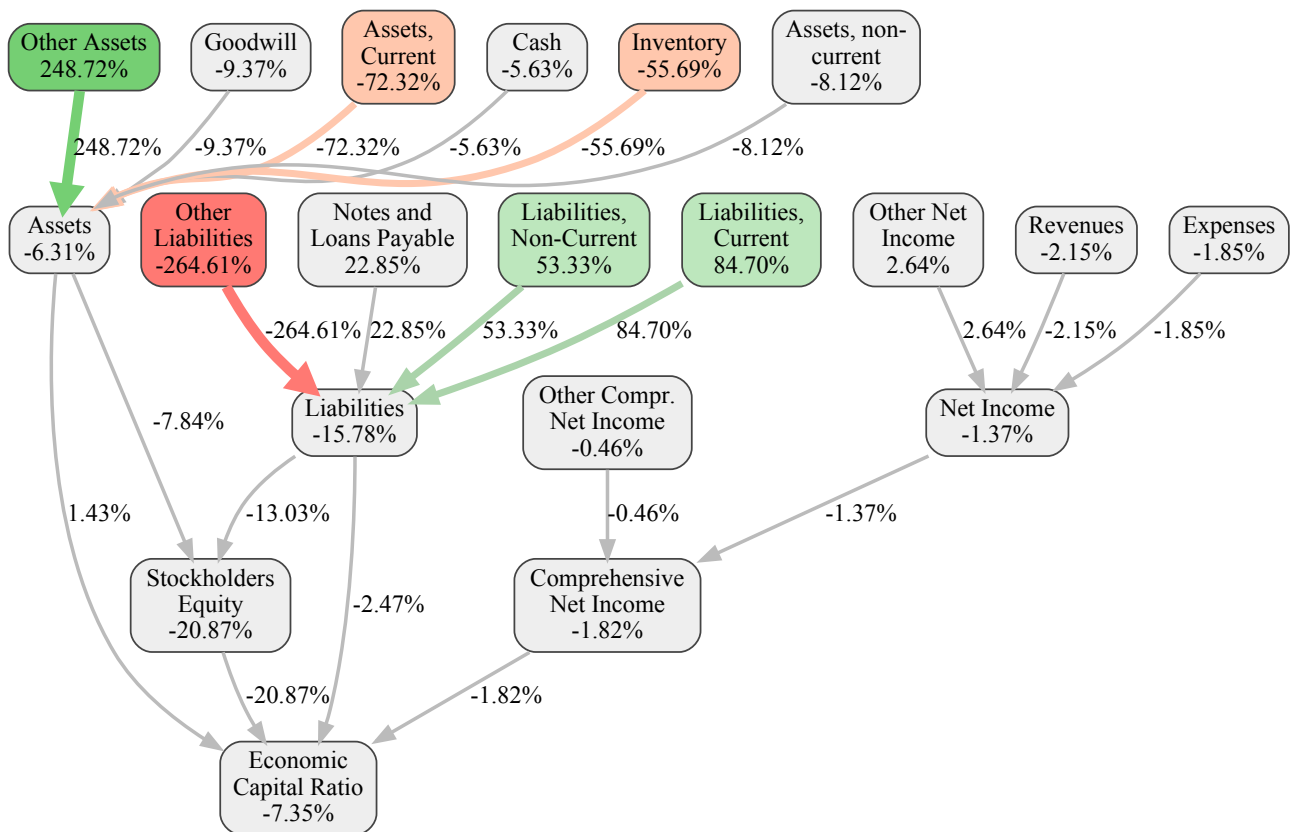 Other Assets
248.72%
Goodwill
-9.37%
Assets,
Current
-72.32%
Cash
-5.63%
Inventory
-55.69%
Assets, non-
current
-8.12%
248.72%
-9.37%
-72.32%
-5.63%
-55.69%
-8.12%
Assets
-6.31%
Other
Liabilities
-264.61%
Notes and
Loans Payable
22.85%
Liabilities,
Non-Current
53.33%
Liabilities,
Current
84.70%
Other Net
Income
2.64%
Revenues
-2.15%
Expenses
-1.85%
-264.61%
22.85%
53.33%
84.70%
2.64%
-2.15%
-1.85%
-7.84%
Liabilities
-15.78%
Other Compr.
Net Income
-0.46%
Net Income
-1.37%
1.43%
-13.03%
-0.46%
-1.37%
Stockholders
Equity
-20.87%
-2.47%
Comprehensive
Net Income
-1.82%
-20.87%
-1.82%
Economic
Capital Ratio
-7.35%